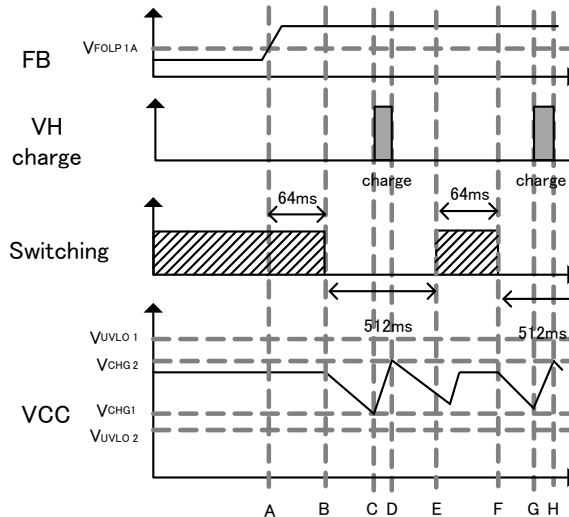 VFOLP1A
FB
VH
charge
charge
charge
64ms
64ms
Switching
512ms
512ms
VUVLO1
VCHG2
VCC
VCHG1
VUVLO2
A B C D E F G H